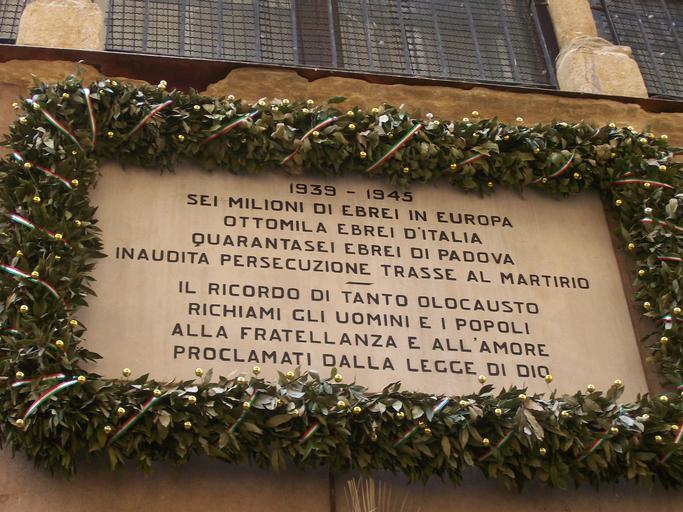 1939 - 1945
SEI MILIONI DI EBREI IN EUROPA
OTTOMILA EBREI D'ITALIA
QUARANTASEI EBREI DI PADOVA
INAUDITA PERSECUZIONE TRASSE AL MARTIRIO
IL RICORDO DI TANTO OLOCAUSTO
RICHIAMI GLI UOMINI E I POPOLI
ALLA FRATELLANZA E ALL'AMORE
PROCLAMATI DALLA LEGGE DI DIO